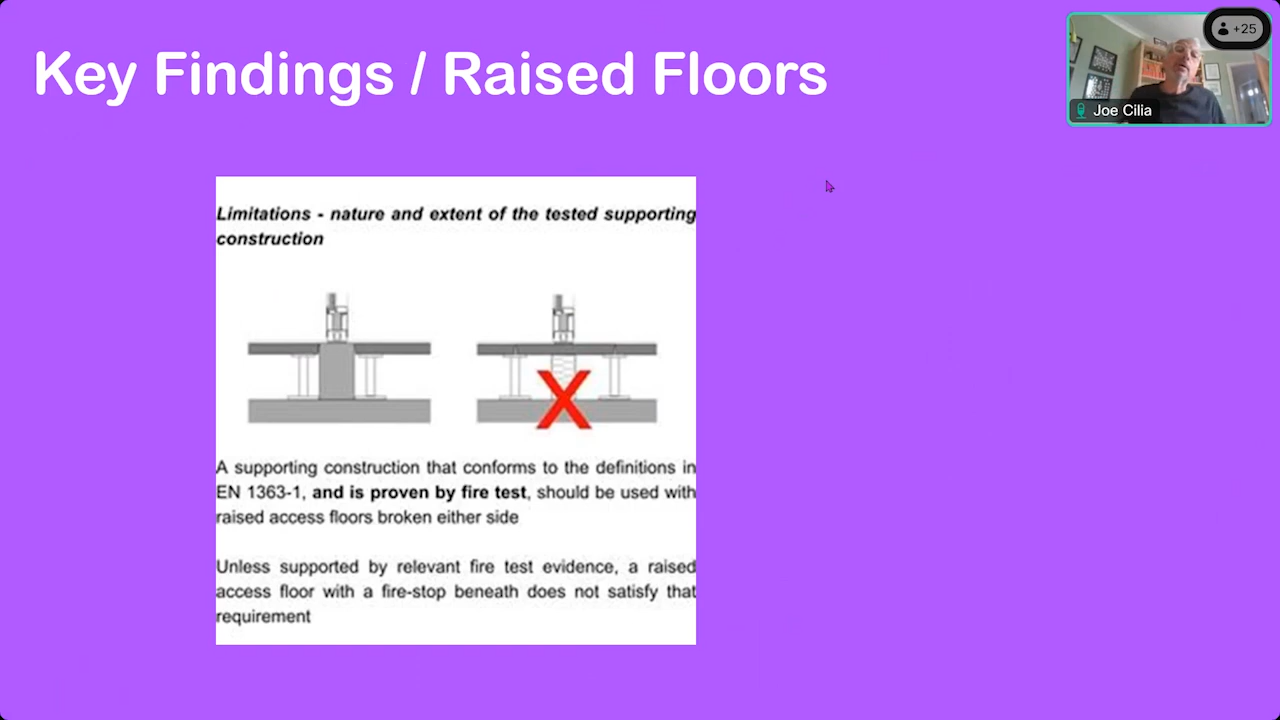 Key Findings / Raised Floors
+25
Joe Cilia
Limitations - nature and extent of the tested supporting
construction
X
A supporting construction that conforms to the definitions in
EN 1363-1, and is proven by fire test, should be used with
raised access floors broken either side
Unless supported by relevant fire test evidence, a raised
access floor with a fire-stop beneath does not satisfy that
requirement